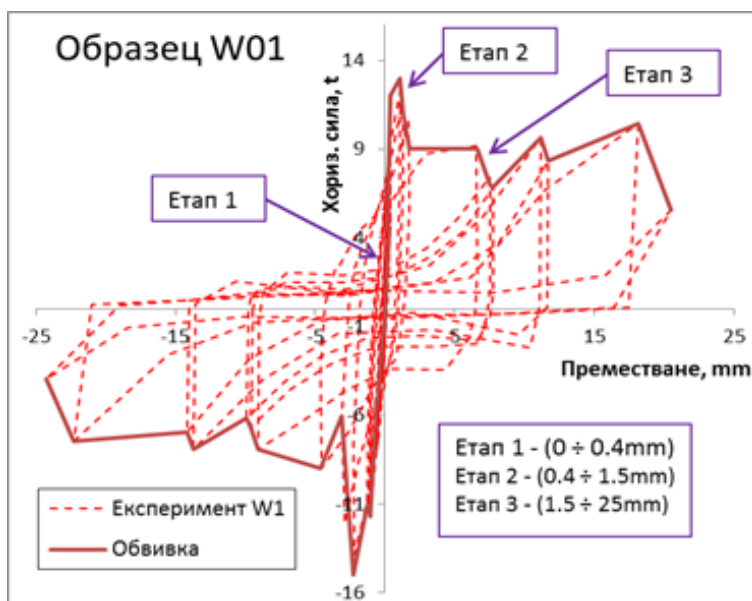 Образец W01
Етап 2
Етап 3
Етап 1
Хориз. сила, t
14
9
4
-1
-6
-11
-16
-25
-15
-5
5
15
25
Преместване, mm
Етап 1 - (0 ÷ 0.4mm)
Етап 2 - (0.4 ÷ 1.5mm)
Етап 3 - (1.5 ÷ 25mm)
Експеримент W1
Обвивка